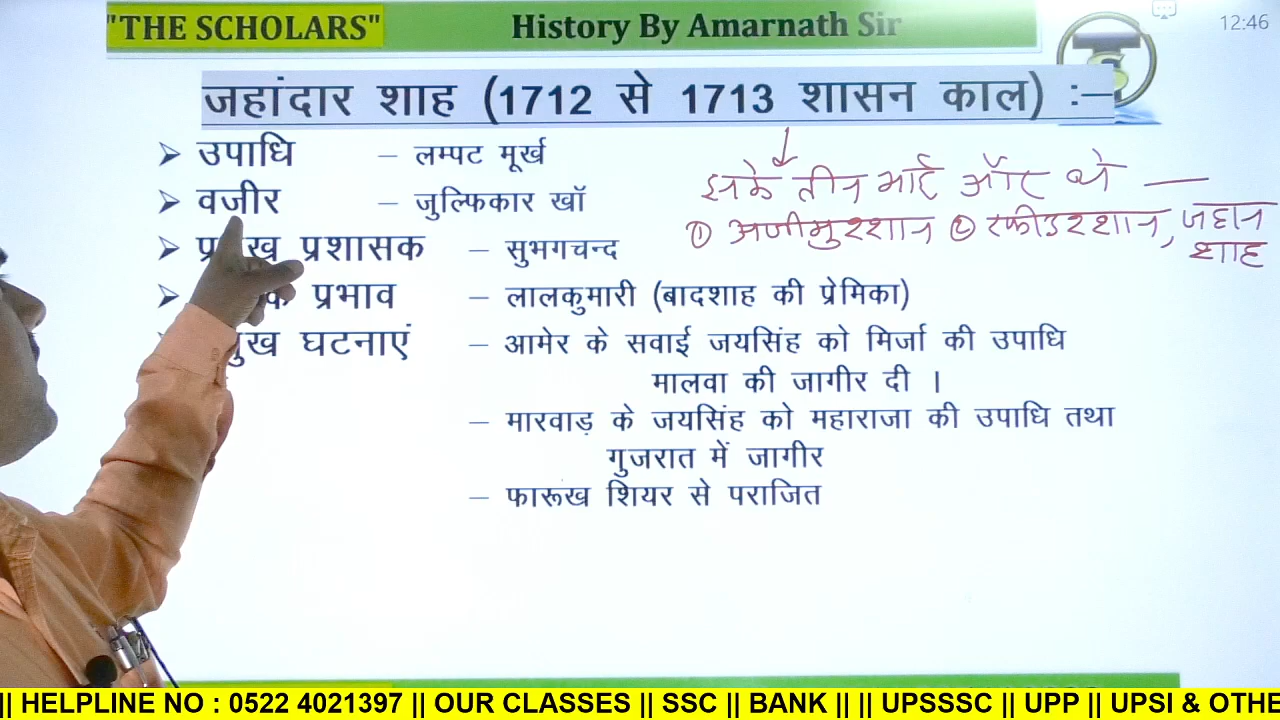 "THE SCHOLARS"
History By Amarnath Sir
12:46
TS
जहांदार शाह (1712 से 1713 शासन काल) :–
➤ उपाधि – लम्पट मूर्ख
इनके तीन भाई और थे —
➤ वजीर – जुल्फिकार खॉ
① अजीमुश्शान ② रफीउश्शान, जहान
शाह
प्रशासक – सुभगचन्द
प्रभाव – लालकुमारी (बादशाह की प्रेमिका)
घटनाएं – आमेर के सवाई जयसिंह को मिर्जा की उपाधि
मालवा की जागीर दी ।
– मारवाड़ के जयसिंह को महाराजा की उपाधि तथा
गुजरात में जागीर
– फारूख शियर से पराजित
|| HELPLINE NO : 0522 4021397 || OUR CLASSES || SSC || BANK || || UPSSSC || UPP || UPSI & OTHE